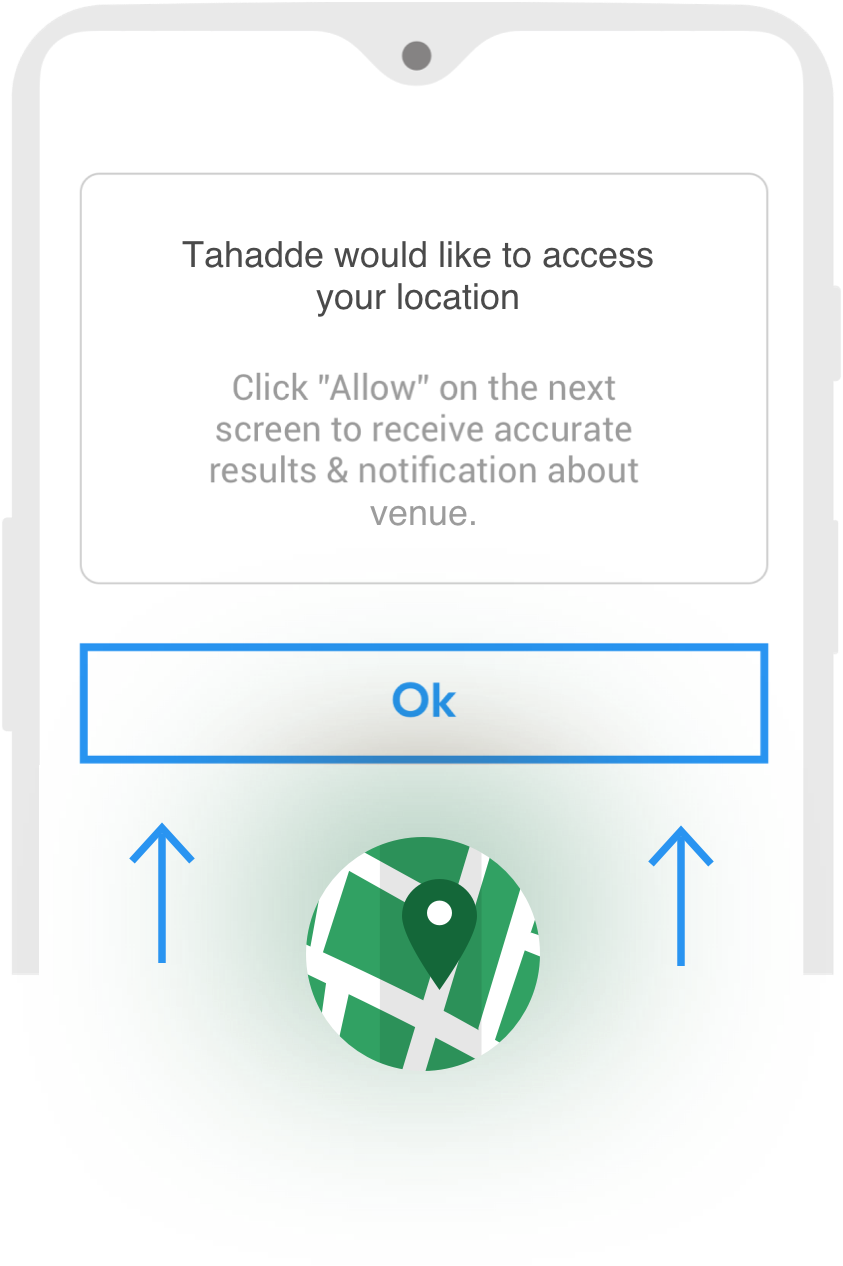 Tahadde would like to access
your location
Click "Allow" on the next
screen to receive accurate
results & notification about
venue.
Ok